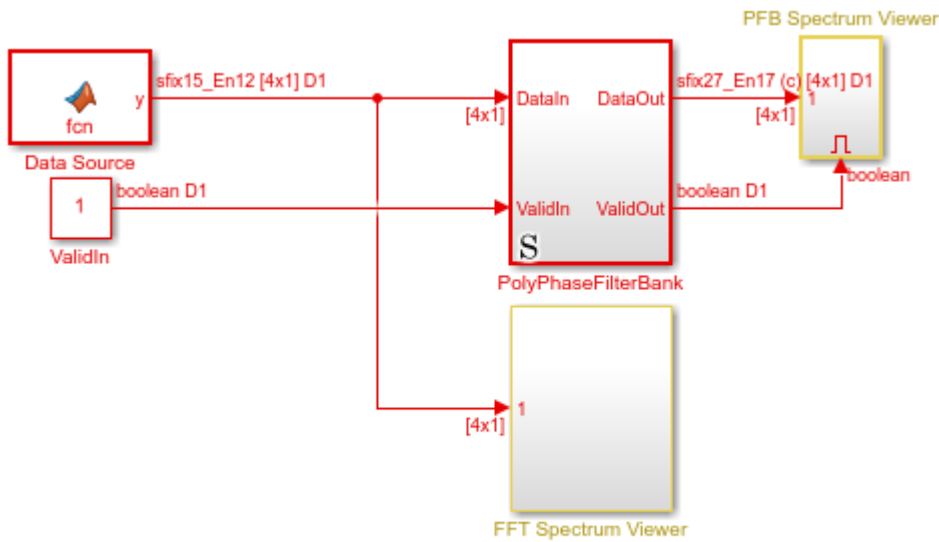 PFB Spectrum Viewer
sfix15_En12 [4x1] D1
sfix27_En17 (c) [4x1] D1
y
fcn
[4x1]
DataIn
DataOut
[4x1]
1
Data Source
boolean D1
boolean D1
boolean
1
ValidIn
ValidOut
ValidIn
S
PolyPhaseFilterBank
1
[4x1]
FFT Spectrum Viewer